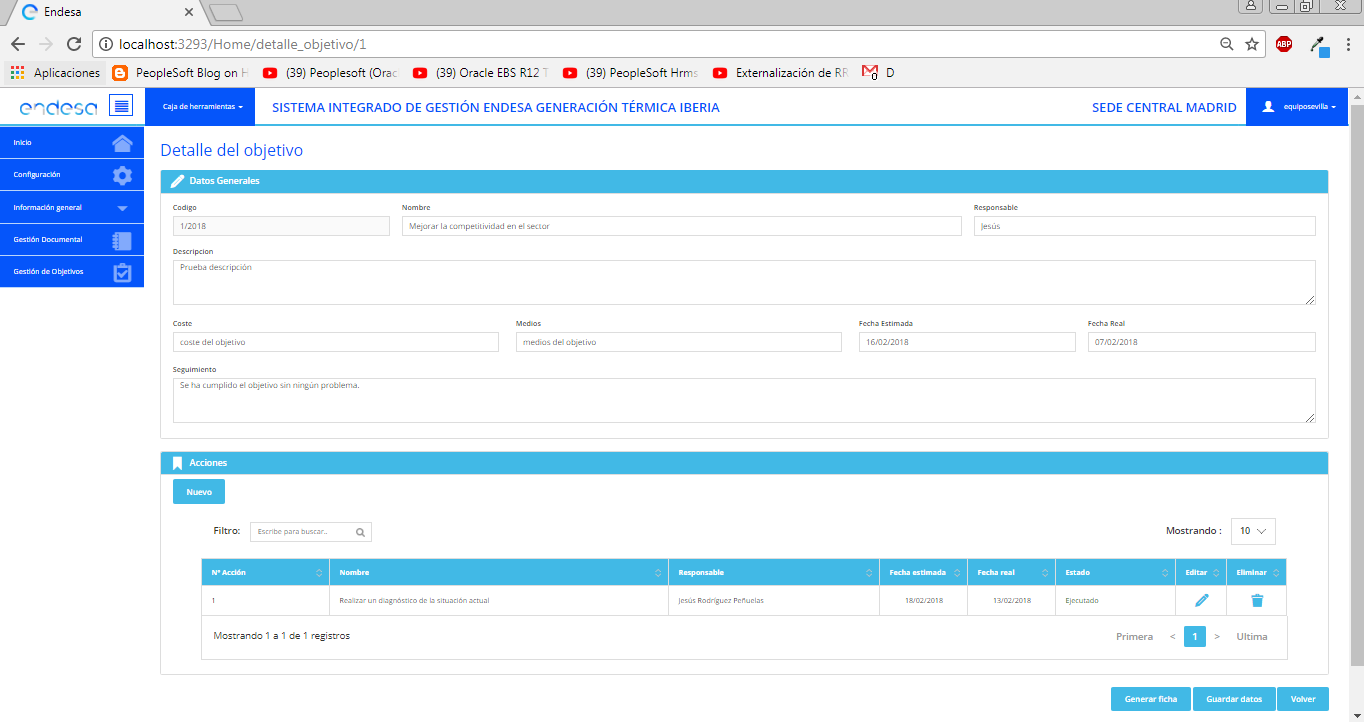 Endesa
localhost:3293/Home/detalle_objetivo/1
ABP
Aplicaciones PeopleSoft Blog on H (39) Peoplesoft (Orac (39) Oracle EBS R12 T (39) PeopleSoft Hrms Externalización de RR 0 D
endesa Caja de herramientas SISTEMA INTEGRADO DE GESTIÓN ENDESA GENERACIÓN TÉRMICA IBERIA SEDE CENTRAL MADRID equiposevilla
Inicio
Configuración
Información general
Gestión Documental
Gestión de Objetivos
Detalle del objetivo
Datos Generales
Codigo Nombre Responsable
1/2018 Mejorar la competitividad en el sector Jesús
Descripcion
Prueba descripción
Coste Medios Fecha Estimada Fecha Real
coste del objetivo medios del objetivo 16/02/2018 07/02/2018
Seguimiento
Se ha cumplido el objetivo sin ningún problema.
Acciones
Nuevo
Filtro: Escribe para buscar.. Mostrando : 10
Nº Acción Nombre Responsable Fecha estimada Fecha real Estado Editar Eliminar
1 Realizar un diagnóstico de la situación actual Jesús Rodríguez Peñuelas 18/02/2018 13/02/2018 Ejecutado
Mostrando 1 a 1 de 1 registros Primera < 1 > Ultima
Generar ficha Guardar datos Volver